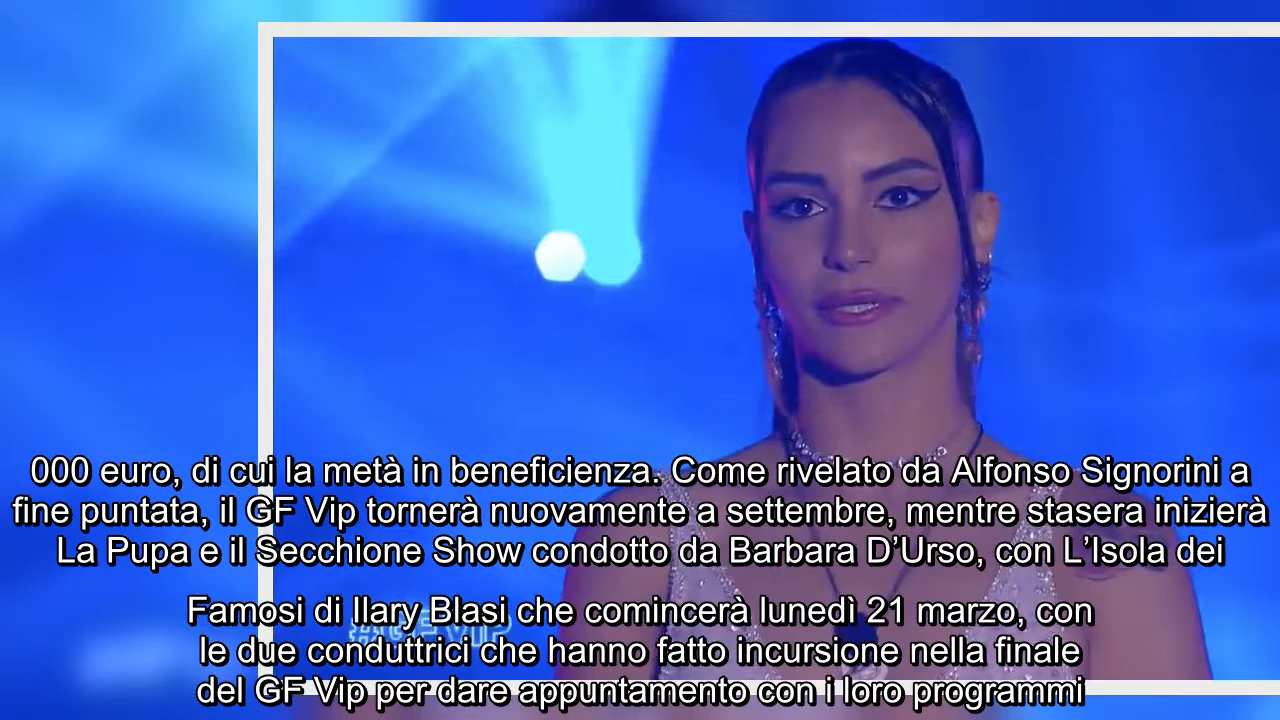 000 euro, di cui la metà in beneficienza. Come rivelato da Alfonso Signorini a
fine puntata, il GF Vip tornerà nuovamente a settembre, mentre stasera inizierà
La Pupa e il Secchione Show condotto da Barbara D’Urso, con L’Isola dei
Famosi di Ilary Blasi che comincerà lunedì 21 marzo, con
#GFVIP
le due conduttrici che hanno fatto incursione nella finale
del GF Vip per dare appuntamento con i loro programmi